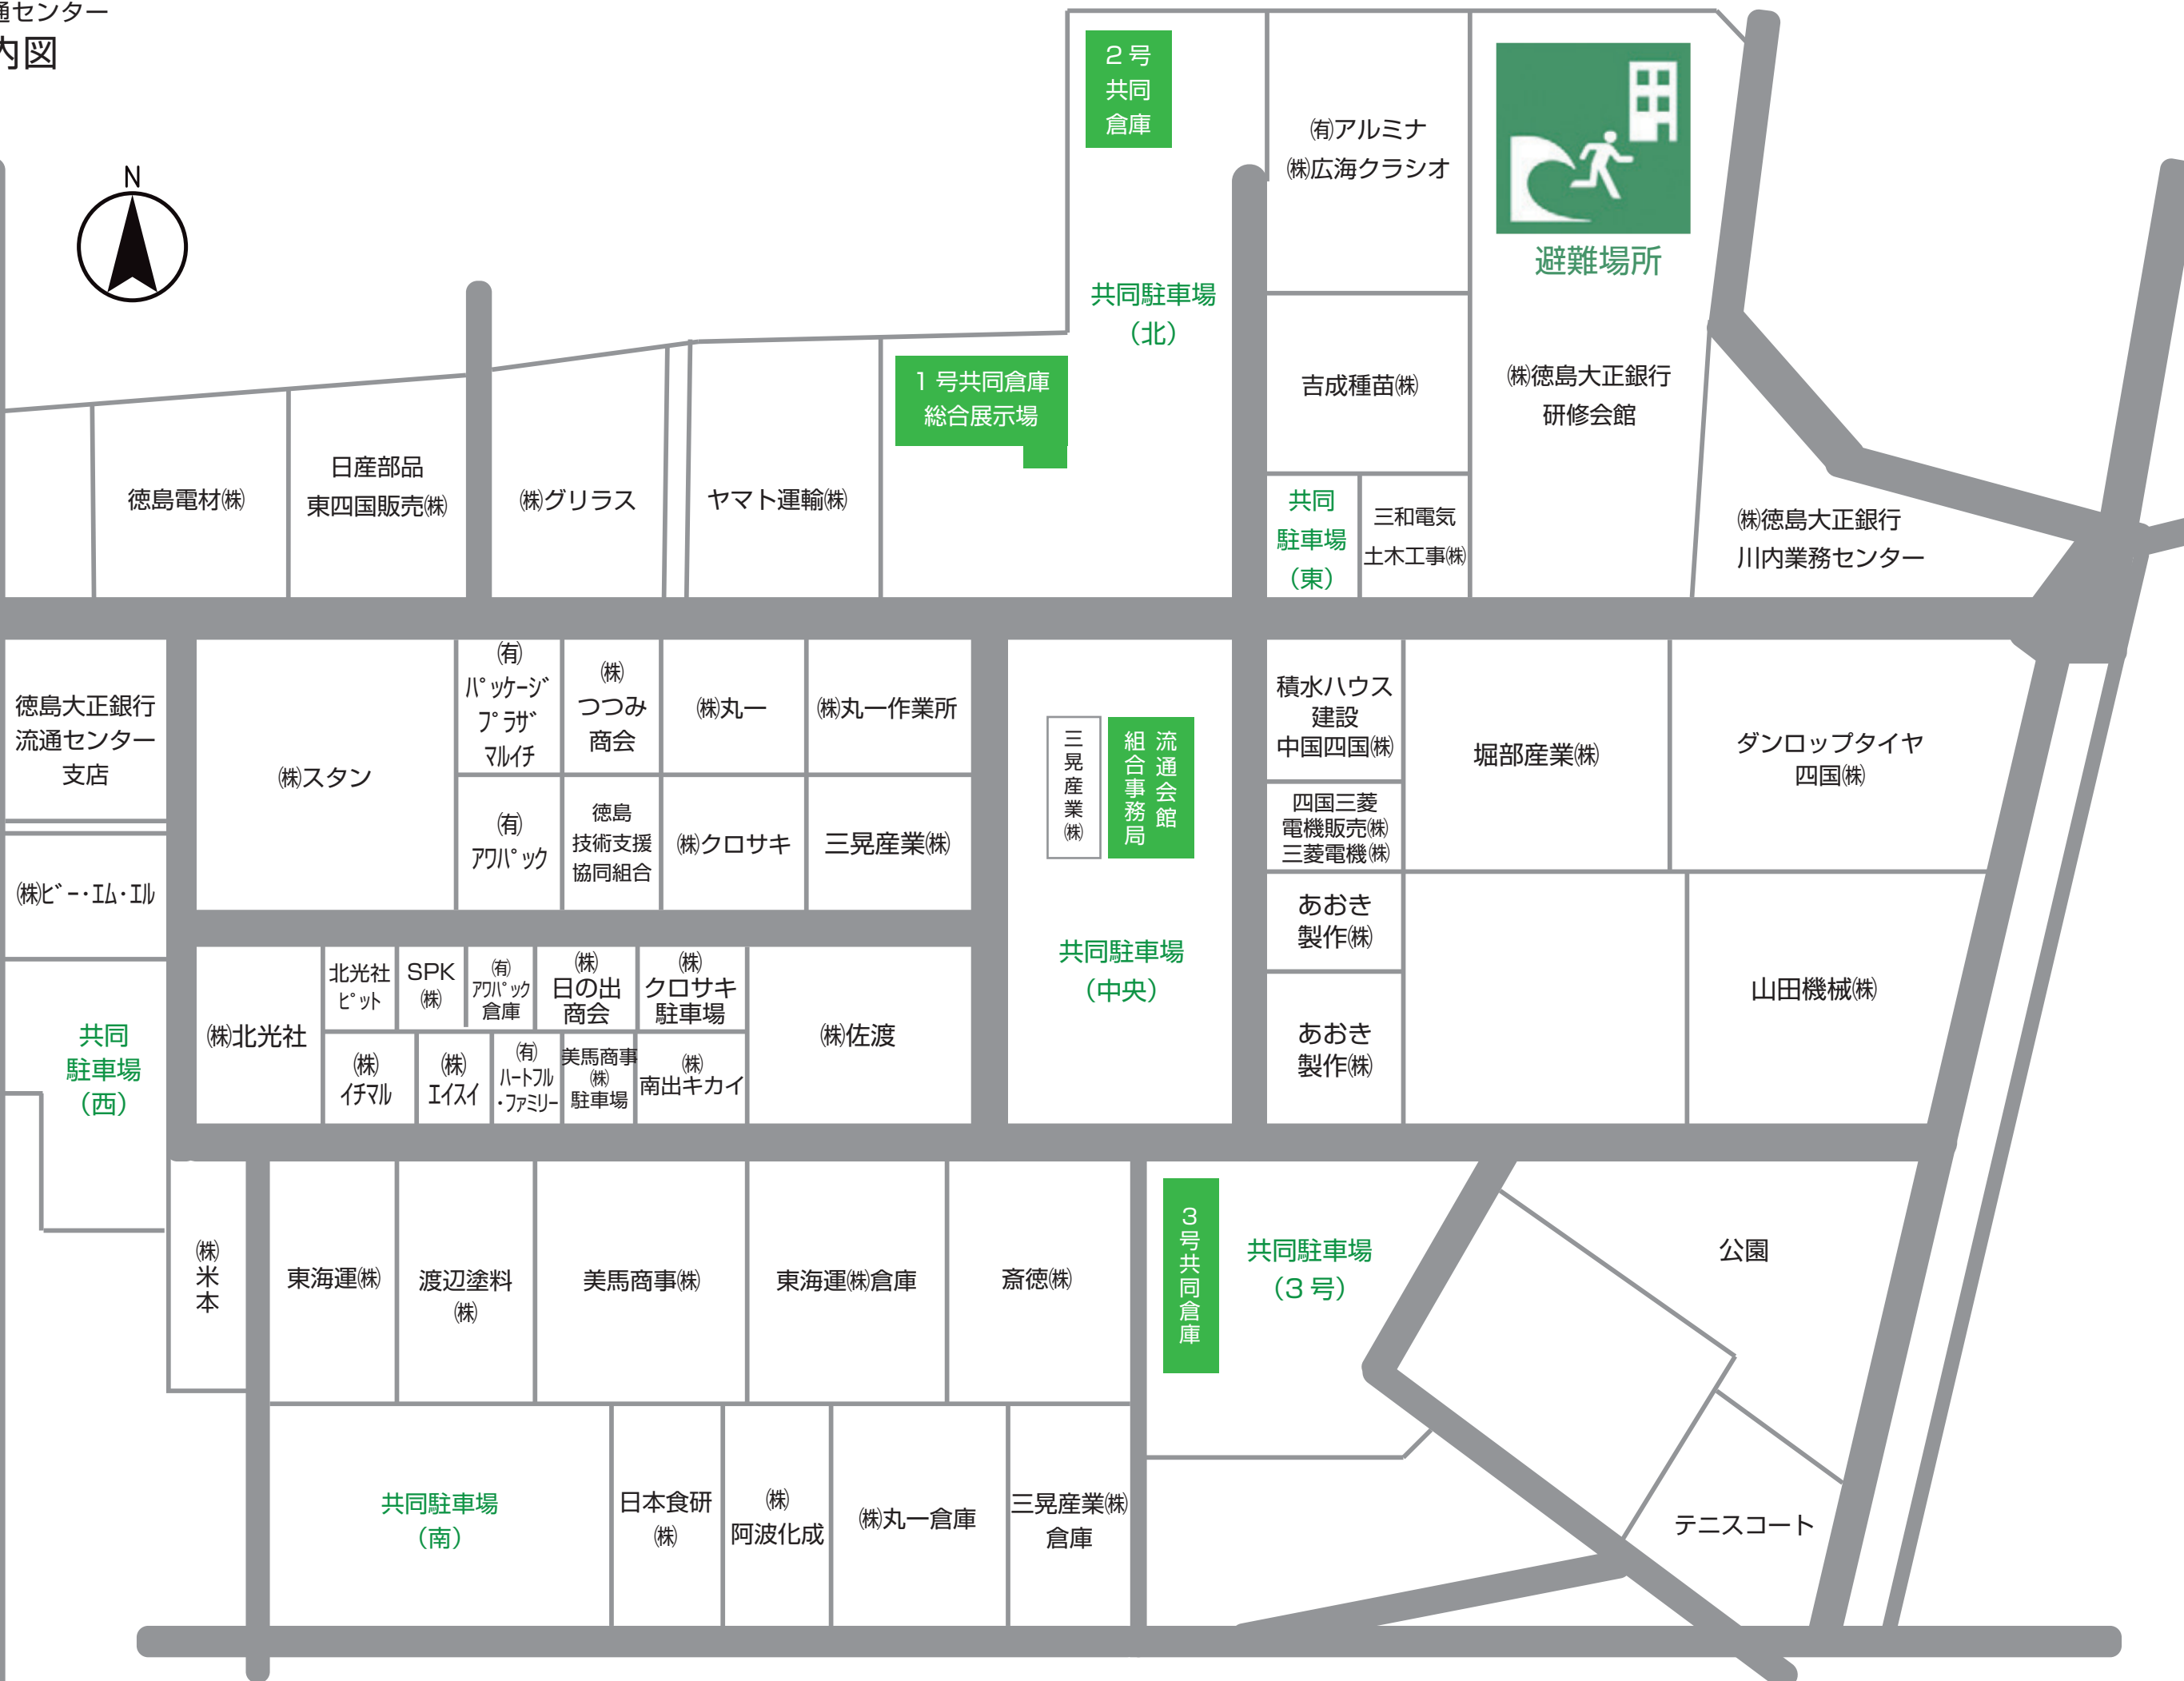 通センター
内図
N
2号
共同
倉庫
㈲アルミナ
㈱広海クラシオ
避難場所
共同駐車場
（北）
1号共同倉庫
総合展示場
吉成種苗㈱
㈱徳島大正銀行
研修会館
徳島電材㈱
日産部品
東四国販売㈱
㈱グリラス
ヤマト運輸㈱
共同
駐車場
（東）
三和電気
土木工事㈱
㈱徳島大正銀行
川内業務センター
徳島大正銀行
流通センター
支店
㈱スタン
㈲
パッケージ
プラザ
マルイチ
㈱
つつみ
商会
㈱丸一
㈱丸一作業所
㈲
アワパック
徳島
技術支援
協同組合
㈱クロサキ
三晃産業㈱
三晃産業㈱
流通会館
組合事務局
積水ハウス
建設
中国四国㈱
四国三菱
電機販売㈱
三菱電機㈱
堀部産業㈱
ダンロップタイヤ
四国㈱
㈱ビー・エム・エル
共同駐車場
（中央）
あおき
製作㈱
あおき
製作㈱
山田機械㈱
共同
駐車場
（西）
㈱北光社
北光社
ピット
SPK
㈱
㈲
アワパック
倉庫
㈱
日の出
商会
㈱
クロサキ
駐車場
㈱
イチマル
㈱
エイスイ
㈲
ハートフル
・ファミリー
美馬商事
㈱
駐車場
㈱
南出キカイ
㈱佐渡
㈱米本
東海運㈱
渡辺塗料
㈱
美馬商事㈱
東海運㈱倉庫
斎徳㈱
3号共同倉庫
共同駐車場
（3号）
公園
共同駐車場
（南）
日本食研
㈱
㈱
阿波化成
㈱丸一倉庫
三晃産業㈱
倉庫
テニスコート